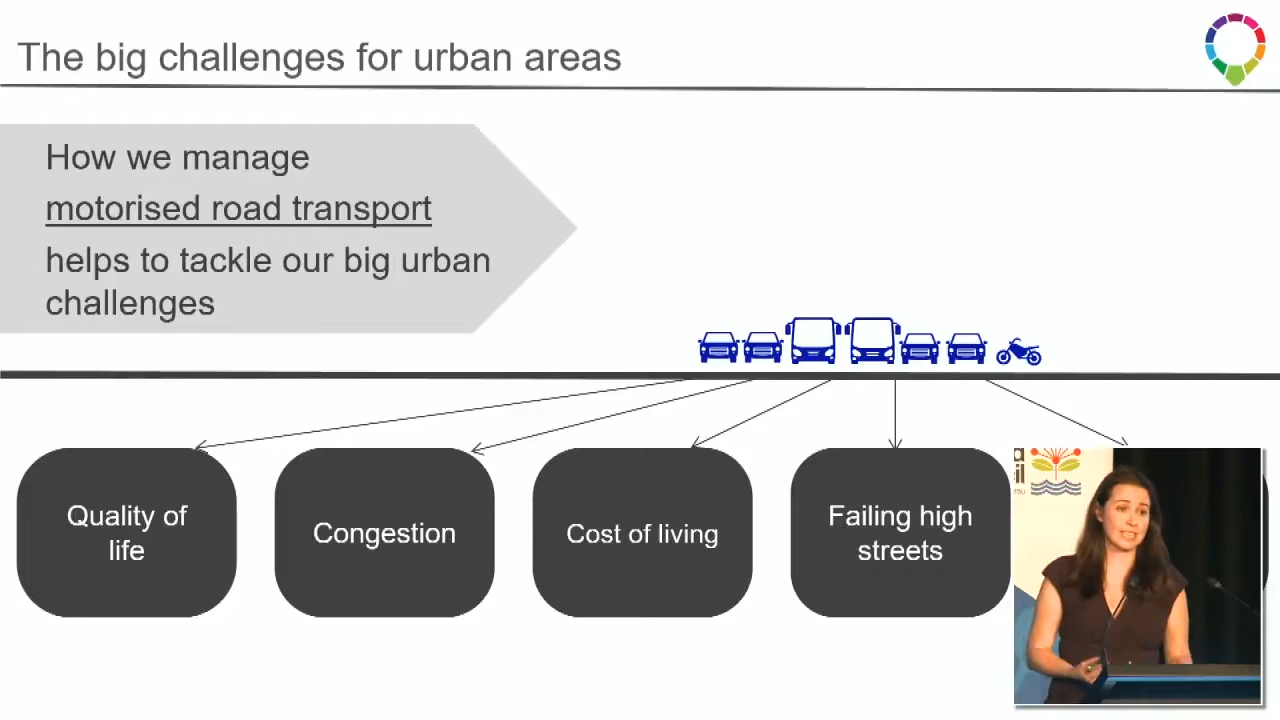 The big challenges for urban areas
How we manage
motorised road transport
helps to tackle our big urban
challenges
Quality of
life
Congestion
Cost of living
Failing high
streets